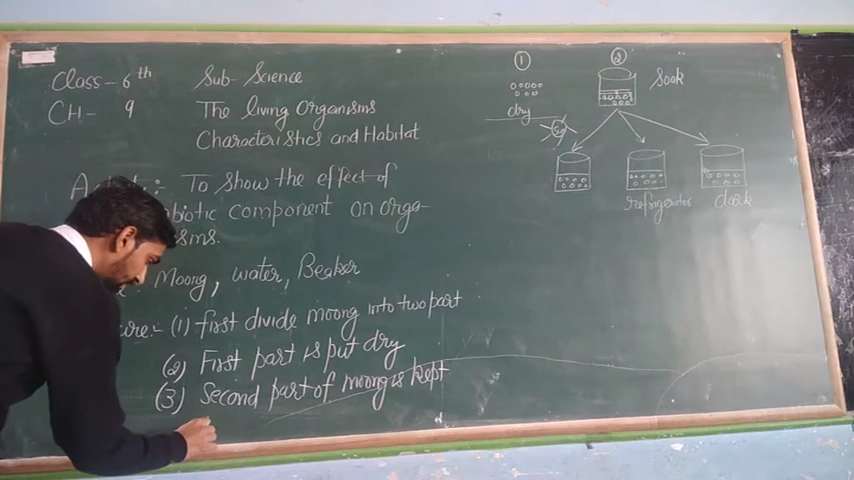 Class- 6th Sub- Science
CH- 9 The living Organisms
Characteristics and Habitat
To show the effect of
abiotic component on orga-
isms.
Moong, water, Beaker
ure:- (1) first divide moong into two part
(2) First part is put dry
(3) Second part of moong is kept
1
dry
2
Soak
refrigerator
dark